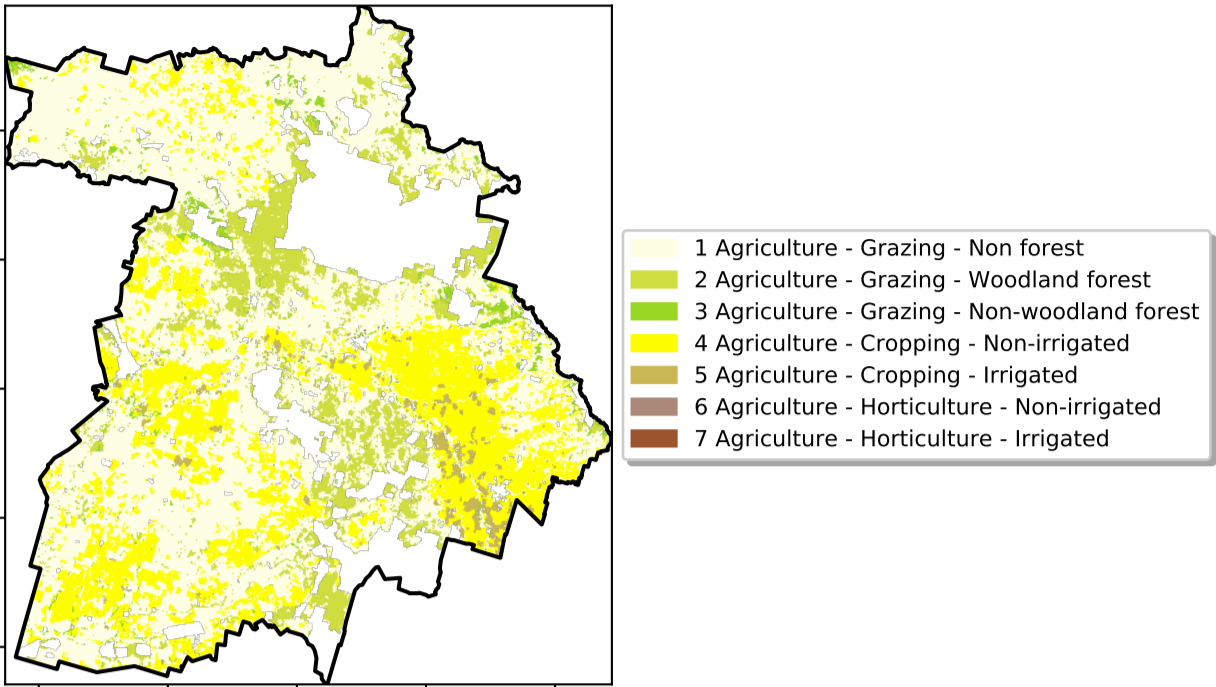 1 Agriculture - Grazing - Non forest
2 Agriculture - Grazing - Woodland forest
3 Agriculture - Grazing - Non-woodland forest
4 Agriculture - Cropping - Non-irrigated
5 Agriculture - Cropping - Irrigated
6 Agriculture - Horticulture - Non-irrigated
7 Agriculture - Horticulture - Irrigated